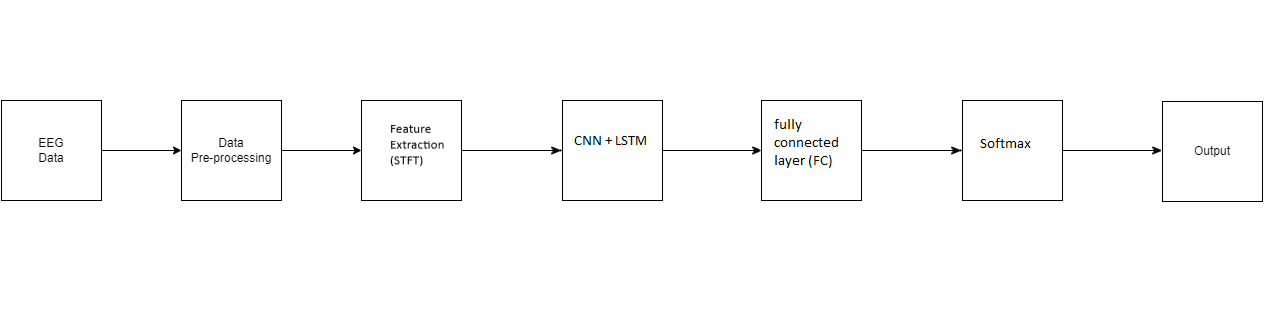 EEG
Data
Data
Pre-processing
Feature
Extraction
(STFT)
CNN + LSTM
fully
connected
layer (FC)
Softmax
Output